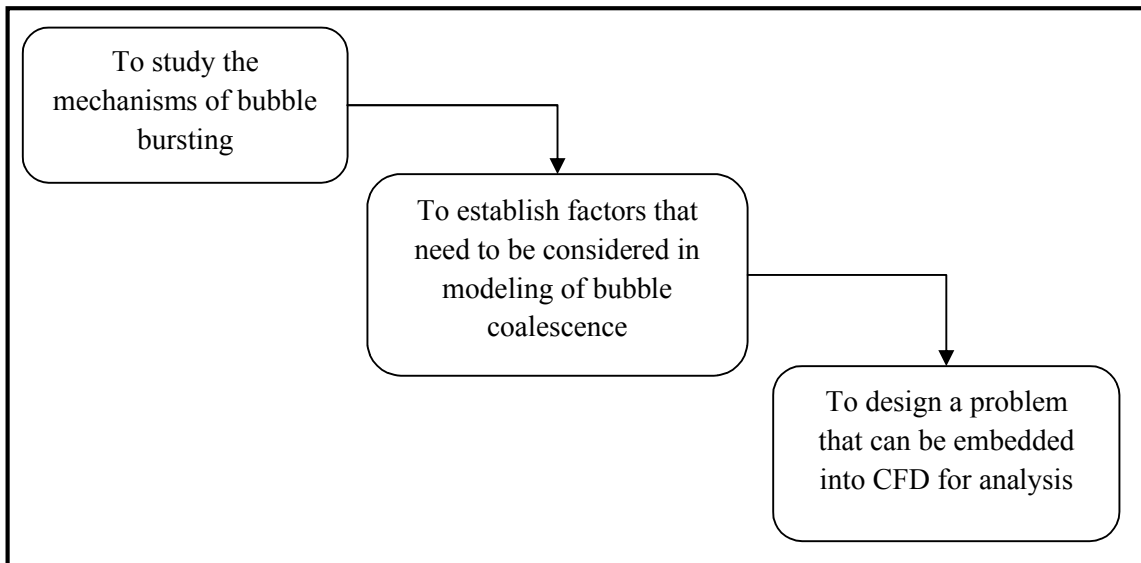 To study the
mechanisms of bubble
bursting
To establish factors that
need to be considered in
modeling of bubble
coalescence
To design a problem
that can be embedded
into CFD for analysis